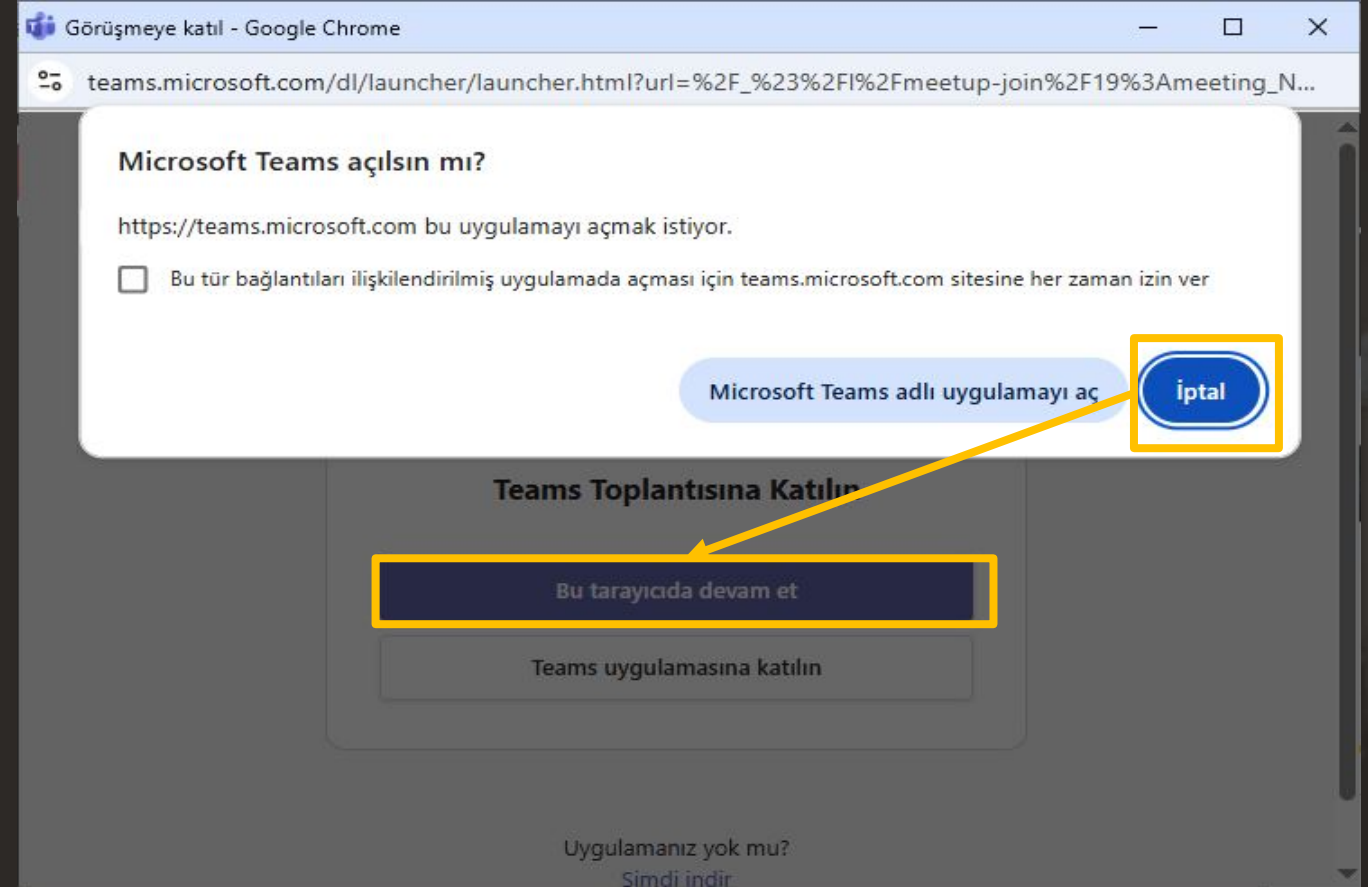 Görüşmeye katıl - Google Chrome
teams.microsoft.com/dl/launcher/launcher.html?url=%2F_%23%2Fl%2Fmeetup-join%2F19%3Ameeting_N...
Microsoft Teams açılsın mı?
https://teams.microsoft.com bu uygulamayı açmak istiyor.
Bu tür bağlantıları ilişkilendirilmiş uygulamada açması için teams.microsoft.com sitesine her zaman izin ver
Microsoft Teams adlı uygulamayı aç
İptal
Teams Toplantısına Katılın
Bu tarayıcıda devam et
Teams uygulamasına katılın
Uygulamanız yok mu?
Şimdi indir